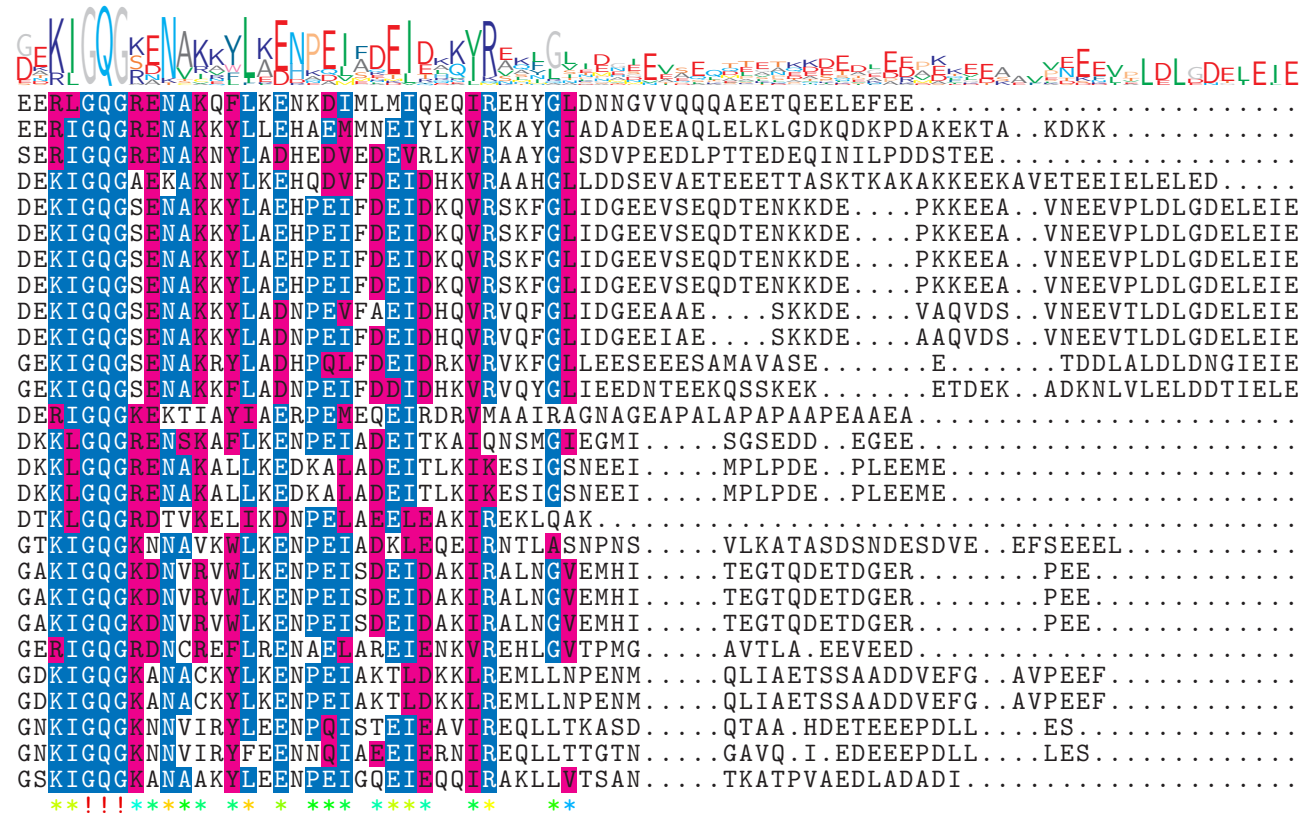 EERLGQGRENAKQFLKENKDIMLMIQEQIREHYGLDNNGVVQQQAEETQEELEFEE.......................
EERIGQGRENAKKYLLEHAEMMNEIYLKVRKAYGIADADEEAQLELKLGDKQDKPDAKEKTA..KDKK............
SERIGQGRENAKNYLADHEDVEDEVRLKVRAAYGISDVPEEDLPTTEDEQINILPDDSTEE...................
DEKIGQGAEKAKNYLKEHQDVFDEIDHKVRAAHGLLDDSEVAETEEETTASKTKAKAKKEEKAVETEEIELELED.....
DEKIGQGSENAKKYLAEHPEIFDEIDKQVRSKFGLIDGEEVSEQDTENKKDE....PKKEEA..VNEEVPLDLGDELEIE
DEKIGQGSENAKKYLAEHPEIFDEIDKQVRSKFGLIDGEEVSEQDTENKKDE....PKKEEA..VNEEVPLDLGDELEIE
DEKIGQGSENAKKYLAEHPEIFDEIDKQVRSKFGLIDGEEVSEQDTENKKDE....PKKEEA..VNEEVPLDLGDELEIE
DEKIGQGSENAKKYLAEHPEIFDEIDKQVRSKFGLIDGEEVSEQDTENKKDE....PKKEEA..VNEEVPLDLGDELEIE
DEKIGQGSENAKKYLADNPEVFAEIDHQVRVQFGLIDGEEAAE....SKKDE....VAQVDS..VNEEVTLDLGDELEIE
DEKIGQGSENAKKYLADNPEIFDEIDHQVRVQFGLIDGEEIAE....SKKDE....AAQVDS..VNEEVTLDLGDELEIE
GEKIGQGSENAKRYLADHPQLFDEIDRKVRVKFGLLEESEEESAMAVASE.......E.......TDDLALDLDNGIEIE
GEKIGQGSENAKKFLADNPEIFDDIDHKVRVQYGLIEEDNTEEKQSSKEK.......ETDEK..ADKNLVLELDDTIELE
DERIGQGKEKTIAYIAERPEMEQEIRDRVMAAIRAGNAGEAPALAPAPAAPEAAEA........................
DKKLGQGRENSKAFLKENPEIADEITKAIQNSMGIEGMI.....SGSEDD..EGEE........................
DKKLGQGRENAKALLKEDKALADEITLKIKESIGSNEEI.....MPLPDE..PLEEME......................
DKKLGQGRENAKALLKEDKALADEITLKIKESIGSNEEI.....MPLPDE..PLEEME......................
DTKLGQGRDTVKELIKDNPELAEELEAKIREKLQAK............................................
GTKIGQGKNNAVKWLKENPEIADKLEQEIRNTLASNPNS.....VLKATASDSNDESDVE..EFSEEEL...........
GAKIGQGKDNVRVWLKENPEISDEIDAKIRALNGVEMHI.....TEGTQDETDGER........PEE.............
GAKIGQGKDNVRVWLKENPEISDEIDAKIRALNGVEMHI.....TEGTQDETDGER........PEE.............
GAKIGQGKDNVRVWLKENPEISDEIDAKIRALNGVEMHI.....TEGTQDETDGER........PEE.............
GERIGQGRDNCREFLRENAELAREIENKVREHLGVTPMG.....AVTLA.EEVEED........................
GDKIGQGKANACKYLKENPEIAKTLDKKLREMLLNPENM.....QLIAETSSAADDVEFG..AVPEEF............
GDKIGQGKANACKYLKENPEIAKTLDKKLREMLLNPENM.....QLIAETSSAADDVEFG..AVPEEF............
GNKIGQGKNNVIRYLEENPQISTEIEAVIREQLLTKASD.....QTAA.HDETEEEPDLL.....ES.............
GNKIGQGKNNVIRYFEENNQIAEEIERNIREQLLTTGTN.....GAVQ.I.EDEEEPDLL.....LES............
GSKIGQGKANAAKYLEENPEIGQEIEQQIRAKLLVTSAN.....TKATPVAEDLADADI.....................
**!!!***** ** * *** **** ** **